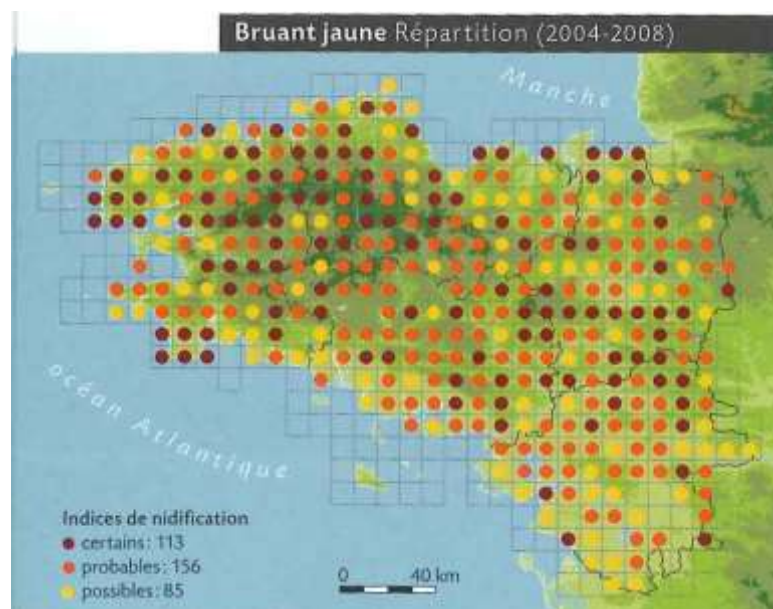 Bruant jaune Répartition (2004-2008)
Manche
océan Atlantique
Indices de nidification
certains: 113
probables: 156
possibles: 85
0 40 km